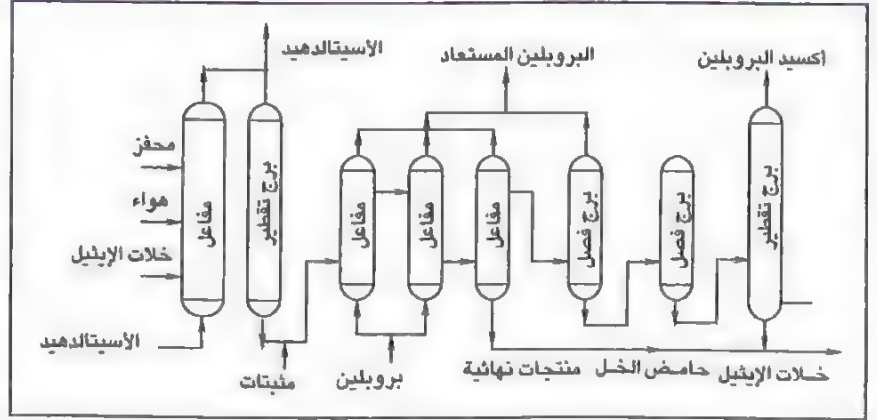 الأسيتالدهيد
البروبلين المستعاد
أكسيد البروبلين
محفز
هواء
خلات الإيثيل
الأسيتالدهيد
مفاعل
برج تقطير
مفاعل
مفاعل
مفاعل
برج فصل
برج فصل
برج تقطير
مثبتات
بروبلين
منتجات نهائية
حامض الخل
خلات الإيثيل